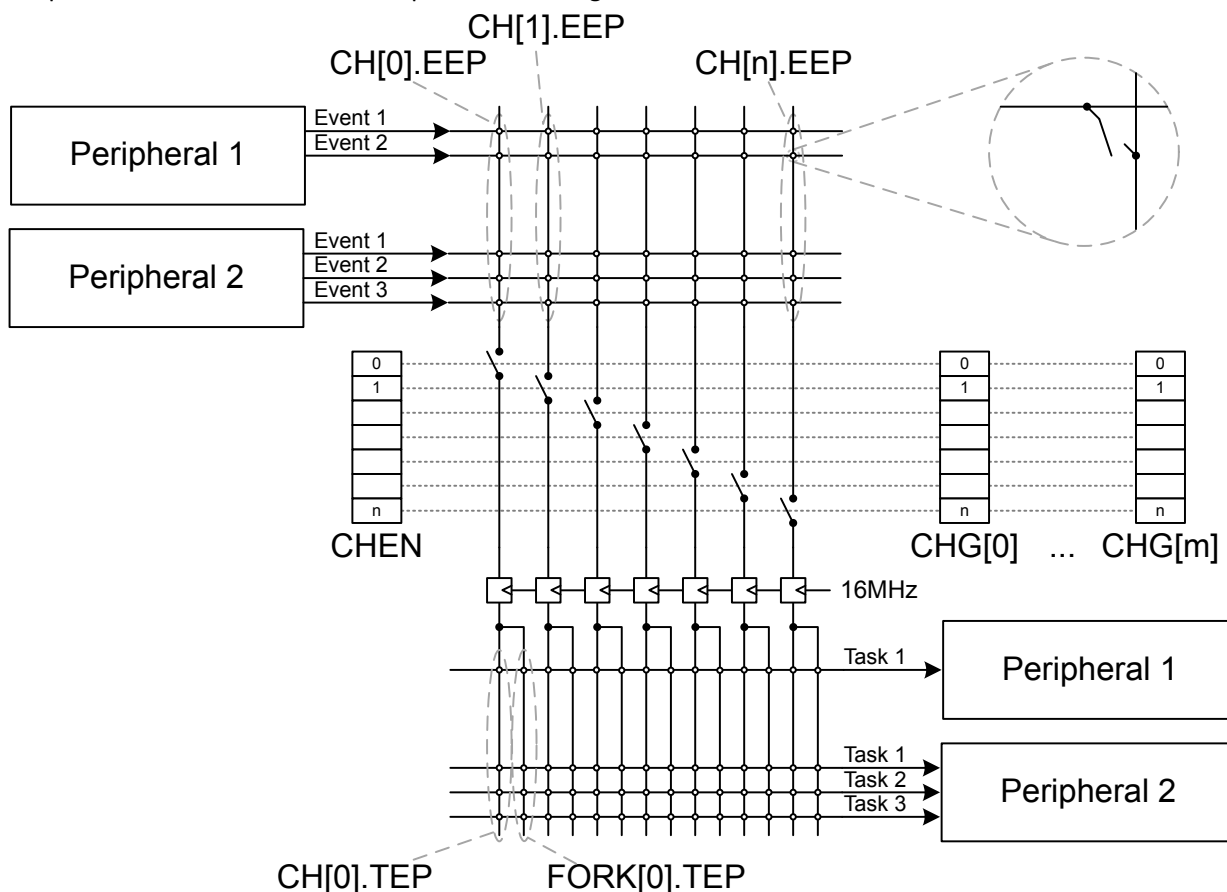 CH[1].EEP
CH[0].EEP
CH[n].EEP
Peripheral 1
Event 1
Event 2
Peripheral 2
Event 1
Event 2
Event 3
0 0 0
1 1 1
n n n
CHEN CHG[0] ... CHG[m]
16MHz
Task 1
Peripheral 1
Task 1
Task 2
Task 3
Peripheral 2
CH[0].TEP FORK[0].TEP